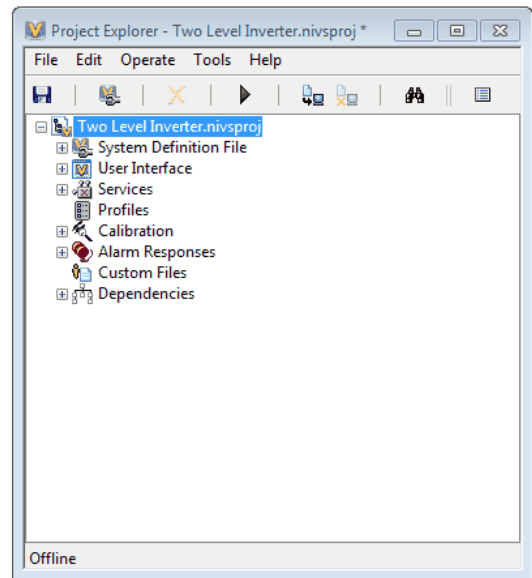 Project Explorer - Two Level Inverter.nivsproj *
File Edit Operate Tools Help
Two Level Inverter.nivsproj
System Definition File
User Interface
Services
Profiles
Calibration
Alarm Responses
Custom Files
Dependencies
Offline